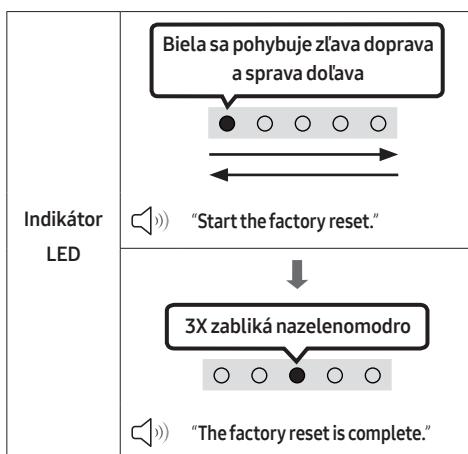 Biela sa pohybuje zľava doprava
a sprava doľava
Indikátor
LED
“Start the factory reset.”
3X zabliká nazelenomodro
“The factory reset is complete.”